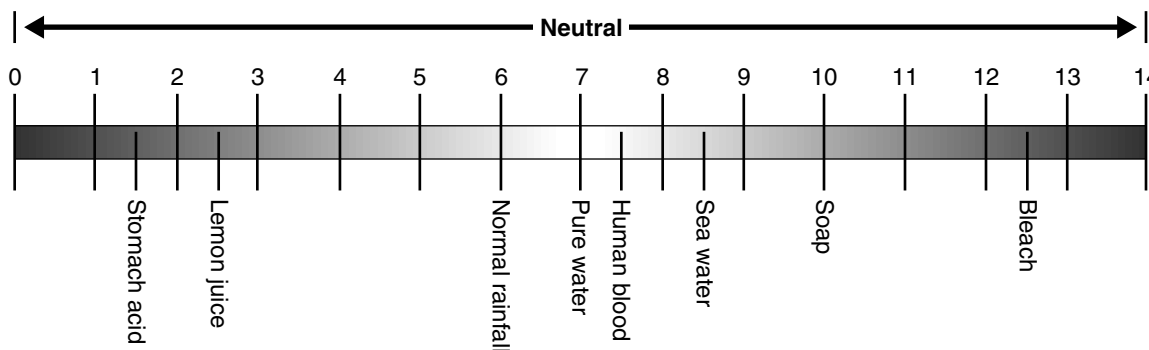 Neutral
0 1 2 3 4 5 6 7 8 9 10 11 12 13 14
Stomach acid
Lemon juice
Normal rainfall
Pure water
Human blood
Sea water
Soap
Bleach